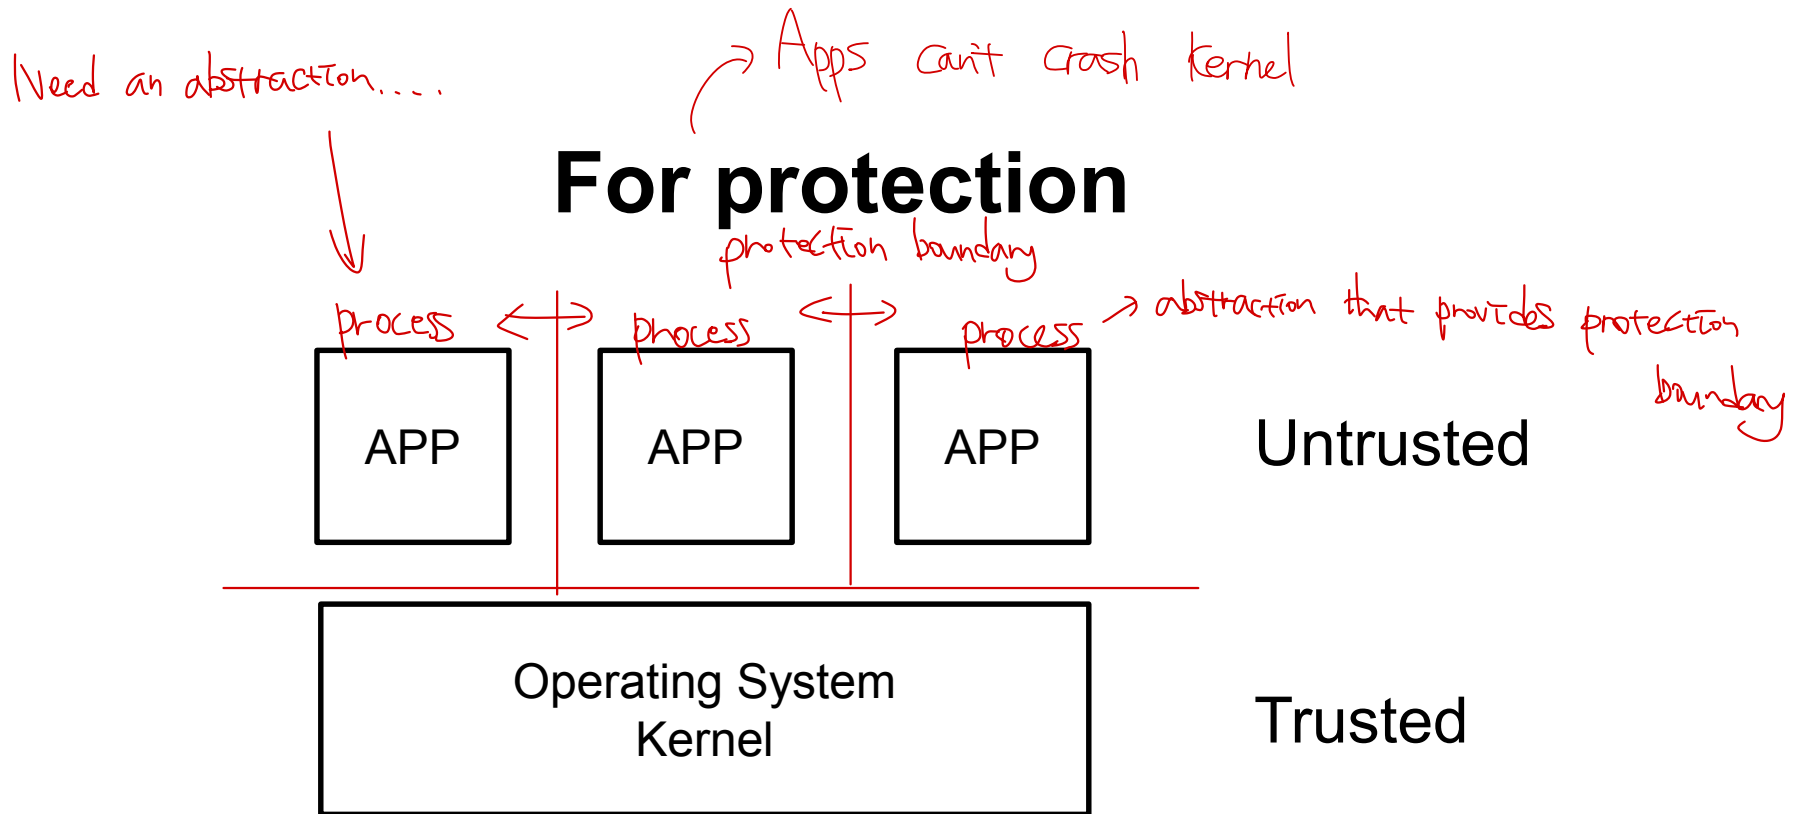 Apps can't crash kernel
Need an abstraction....
For protection
protection boundary
process process process abstraction that provides protection
boundary
APP APP APP Untrusted
Operating System
Kernel
Trusted